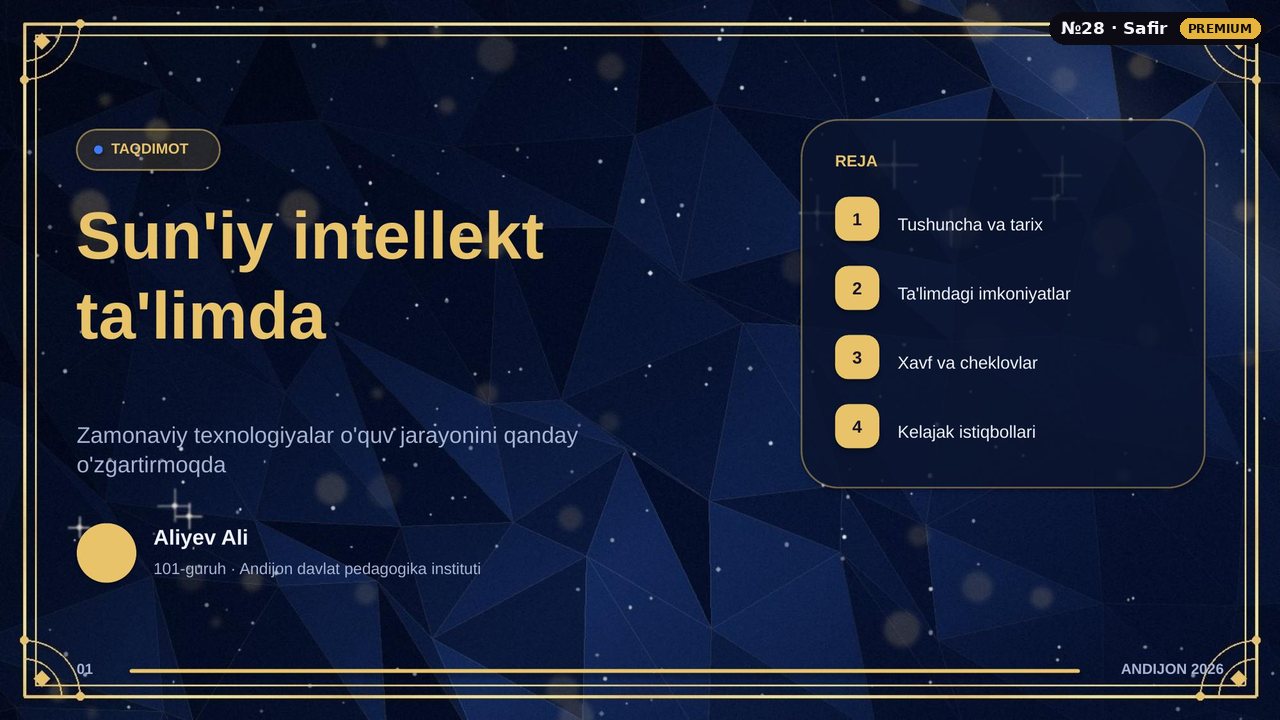 №28 · Safir PREMIUM
TAQDIMOT
Sun'iy intellekt
ta'limda
Zamonaviy texnologiyalar o'quv jarayonini qanday
o'zgartirmoqda
Aliyev Ali
101-guruh · Andijon davlat pedagogika instituti
REJA
1 Tushuncha va tarix
2 Ta'limdagi imkoniyatlar
3 Xavf va cheklovlar
4 Kelajak istiqbollari
01
ANDIJON 2026